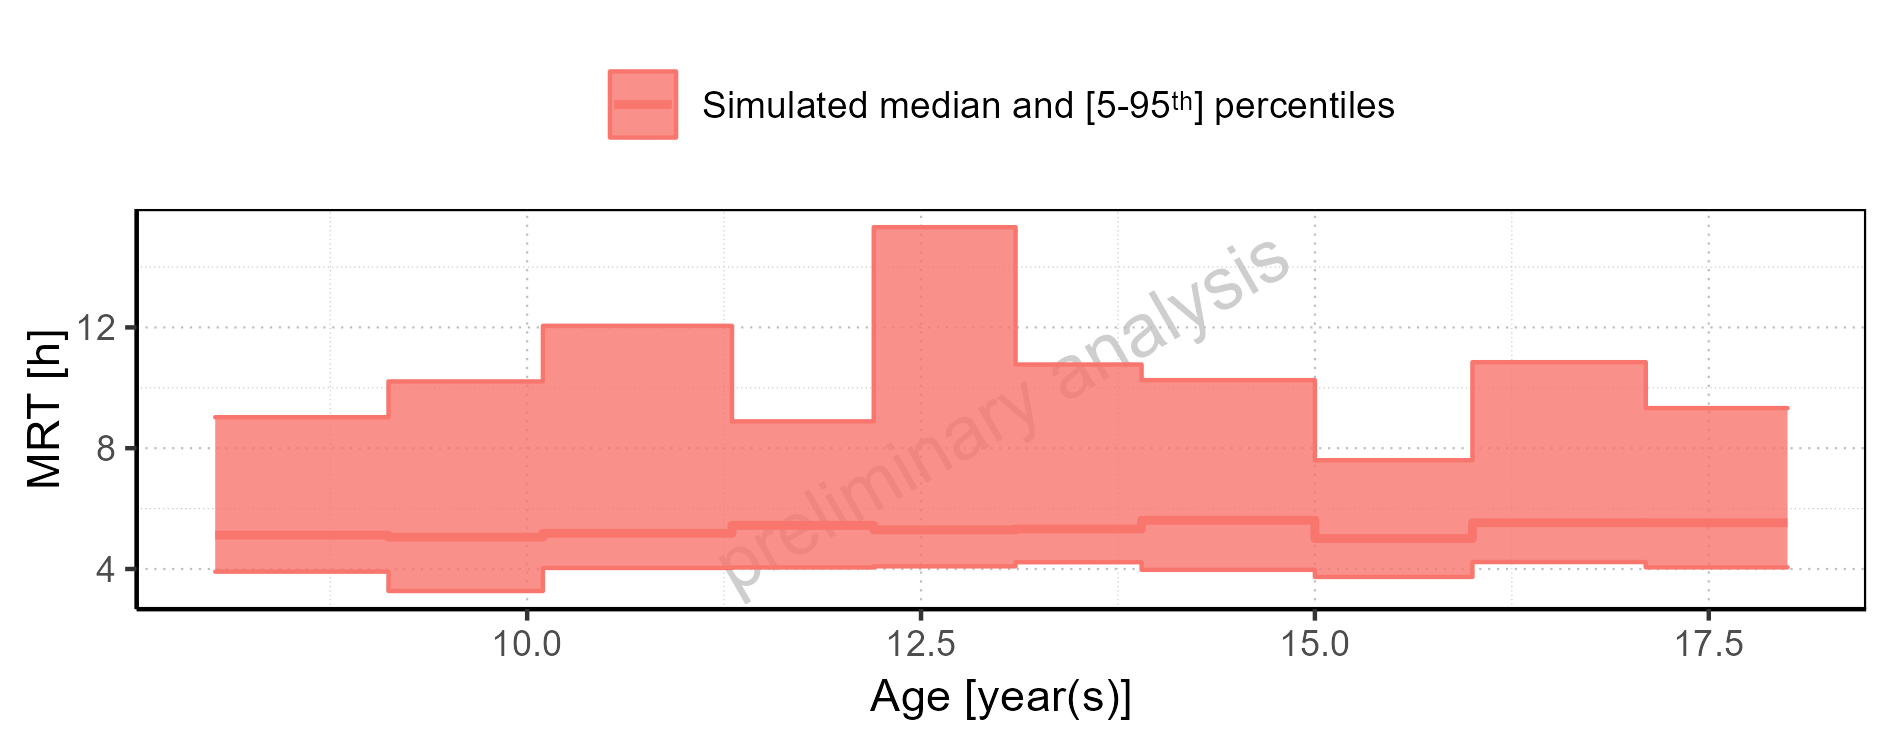 Simulated median and [5-95th] percentiles
MRT [h]
12
8
4
preliminary analysis
10.0
12.5
15.0
17.5
Age [year(s)]